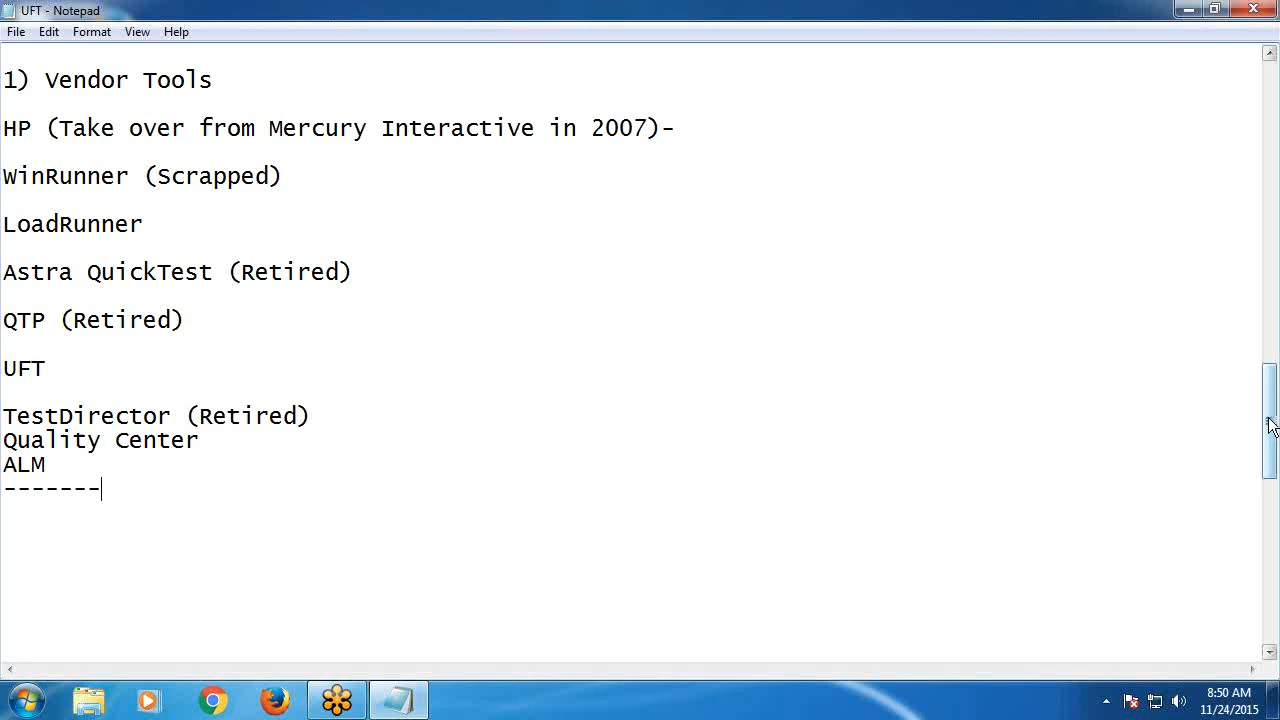 UFT - Notepad
File Edit Format View Help
1) Vendor Tools
HP (Take over from Mercury Interactive in 2007)-
WinRunner (Scrapped)
LoadRunner
Astra QuickTest (Retired)
QTP (Retired)
UFT
TestDirector (Retired)
Quality Center
ALM
-------
8:50 AM
11/24/2015